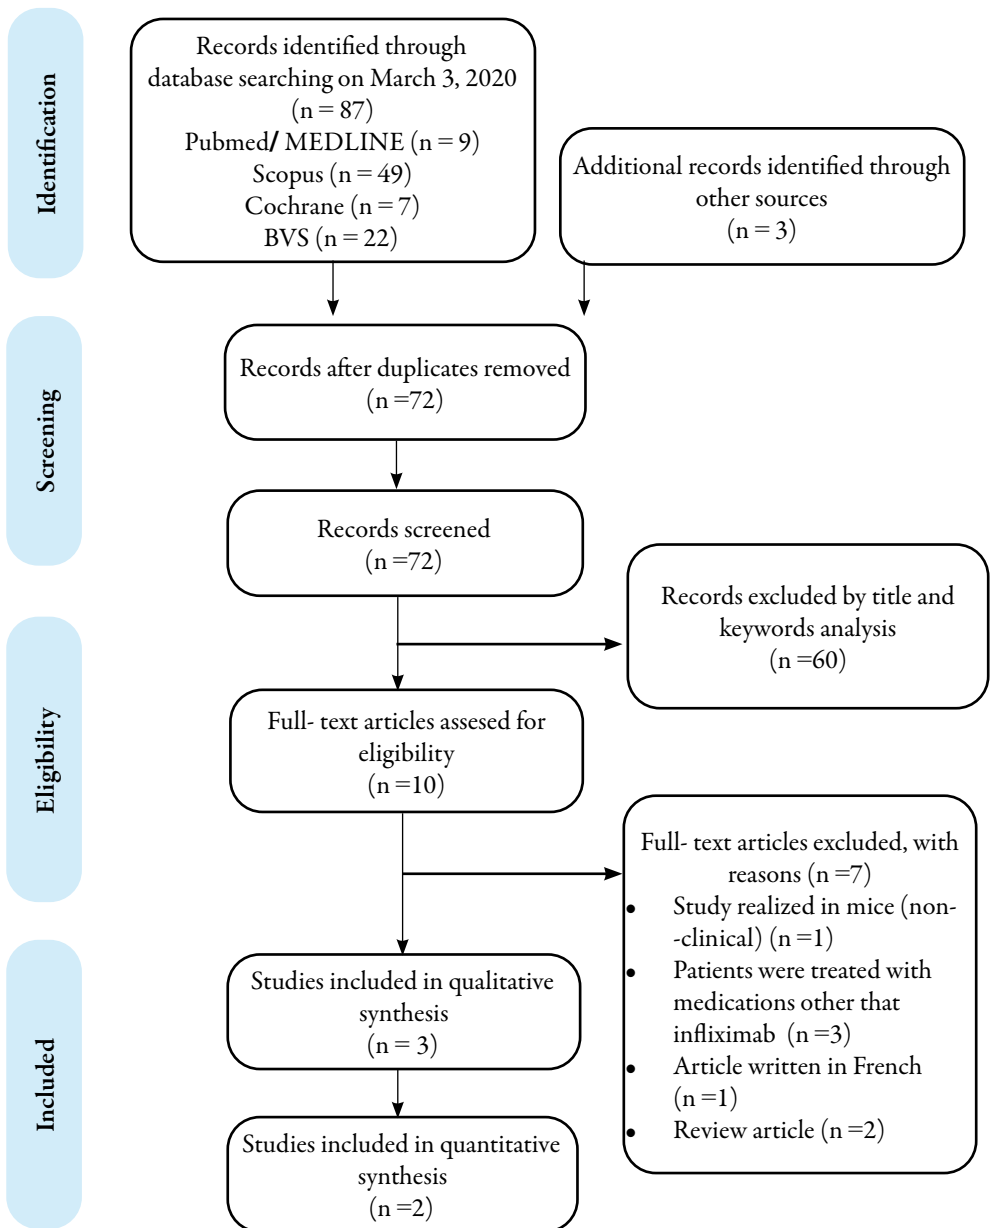 Identification
Records identified through
database searching on March 3, 2020
(n = 87)
Pubmed/ MEDLINE (n = 9)
Scopus (n = 49)
Cochrane (n = 7)
BVS (n = 22)
Additional records identified through
other sources
(n = 3)
Screening
Records after duplicates removed
(n =72)
Records screened
(n =72)
Records excluded by title and
keywords analysis
(n =60)
Eligibility
Full- text articles assesed for
eligibility
(n =10)
Full- text articles excluded, with
reasons (n =7)
• Study realized in mice (non-
-clinical) (n =1)
• Patients were treated with
medications other that
infliximab (n =3)
• Article written in French
(n =1)
• Review article (n =2)
Included
Studies included in qualitative
synthesis
(n = 3)
Studies included in quantitative
synthesis
(n =2)